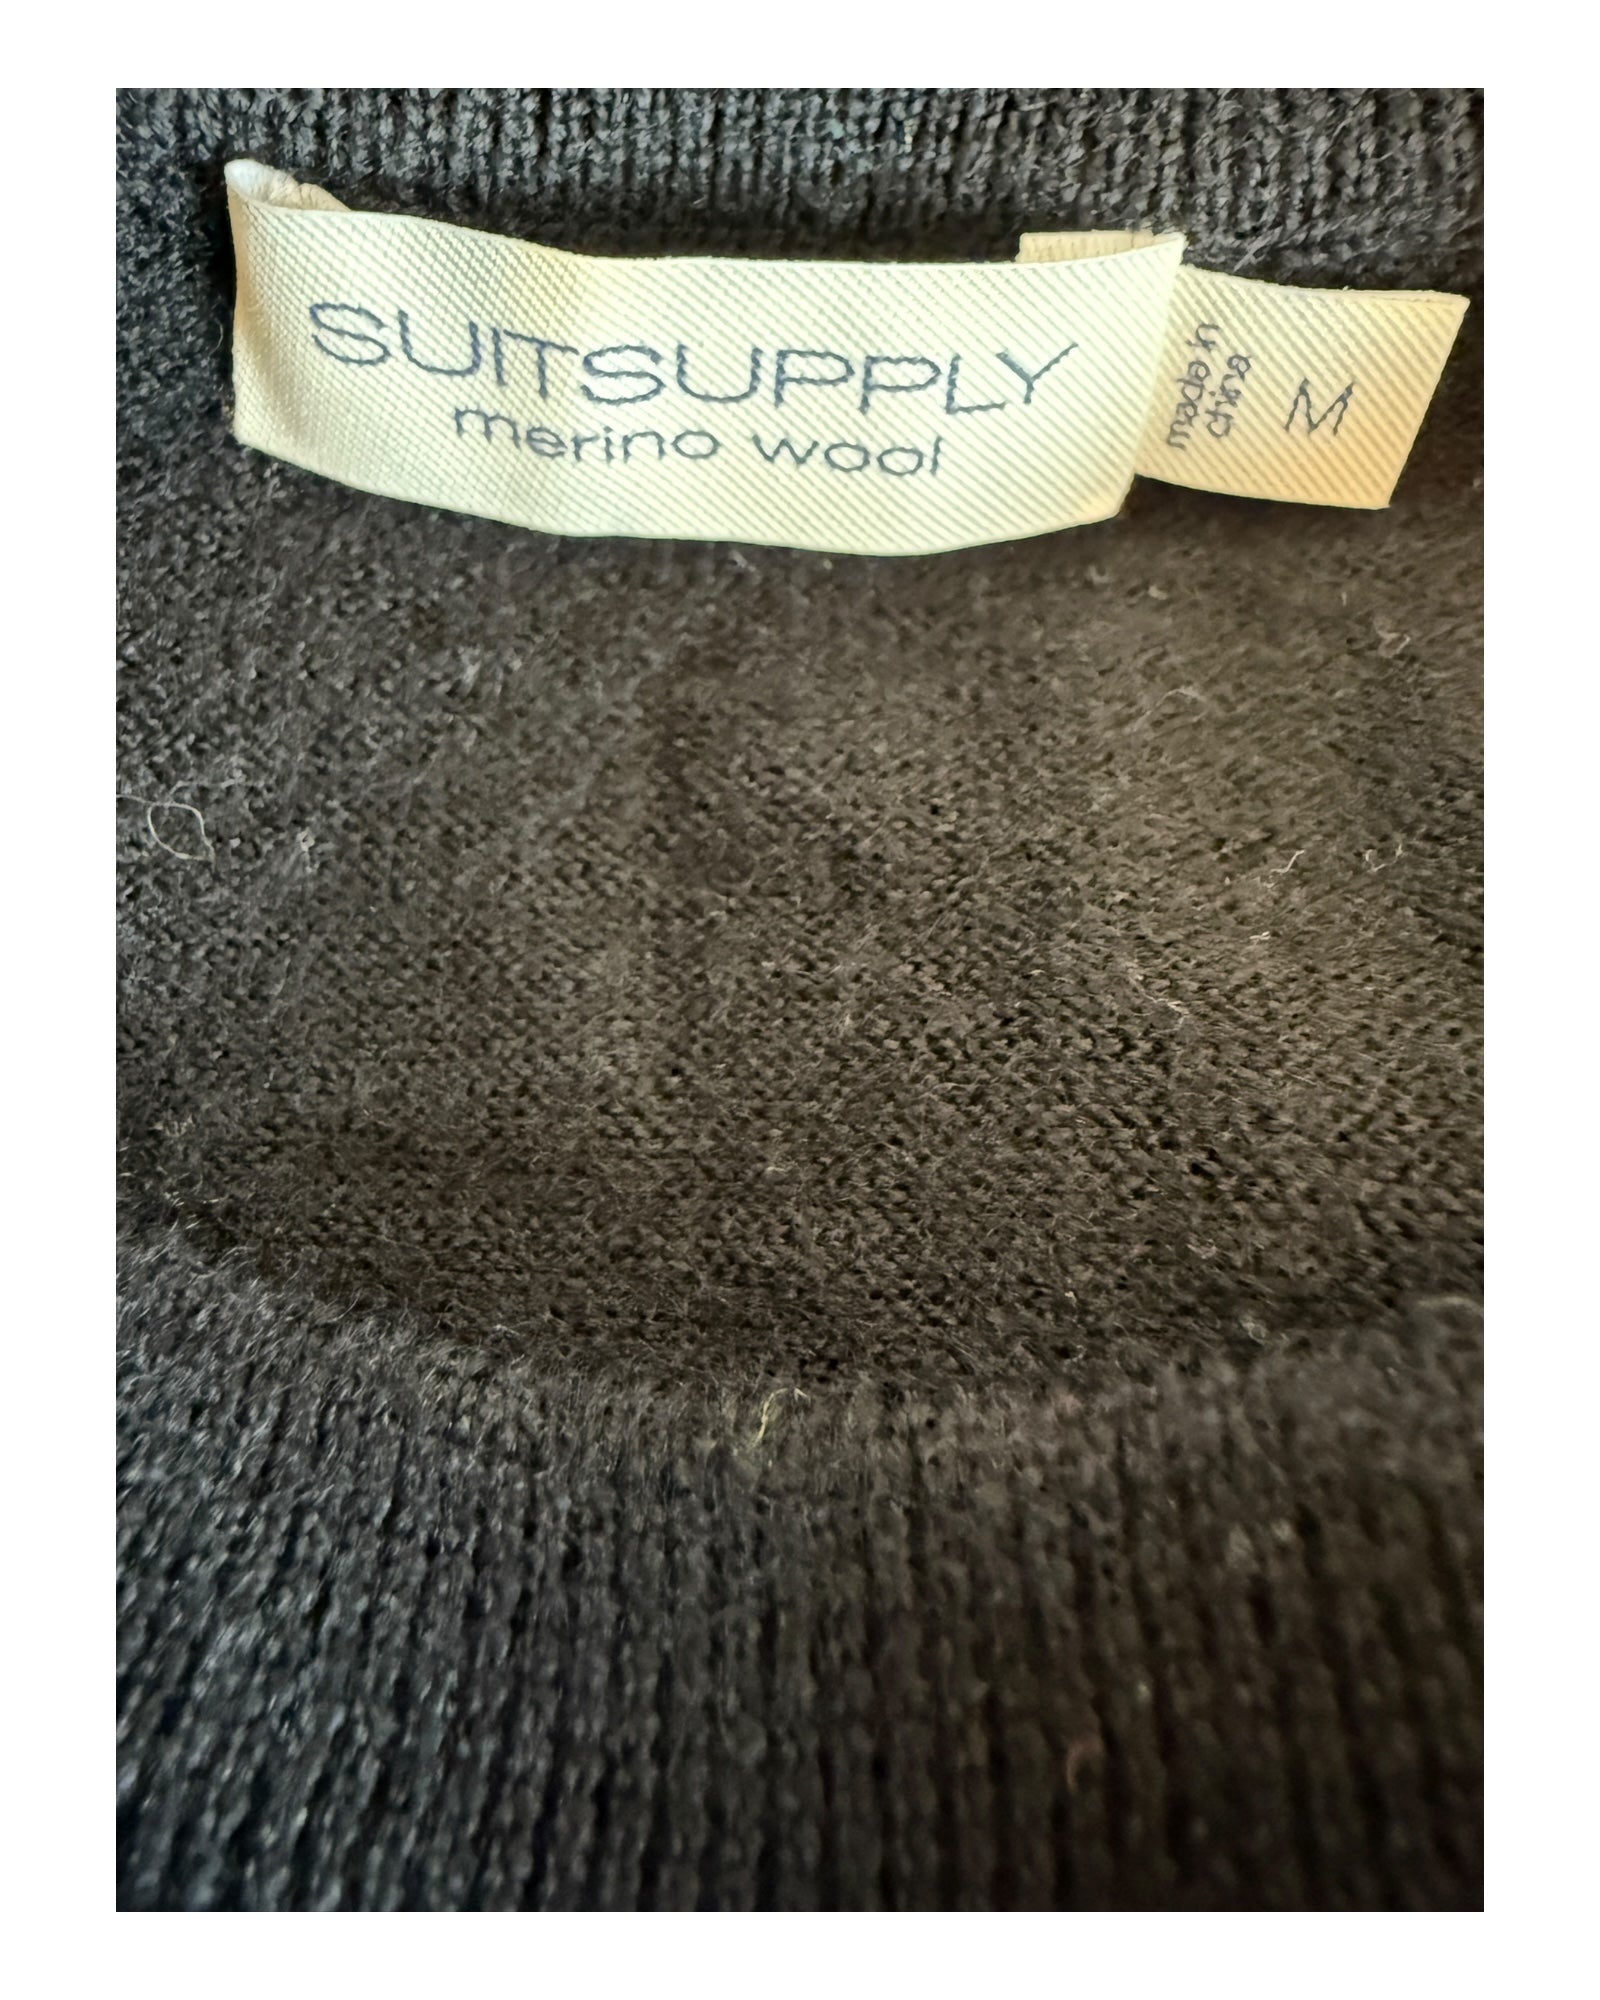 SUITSUPPLY
merino wool
made in
china
M